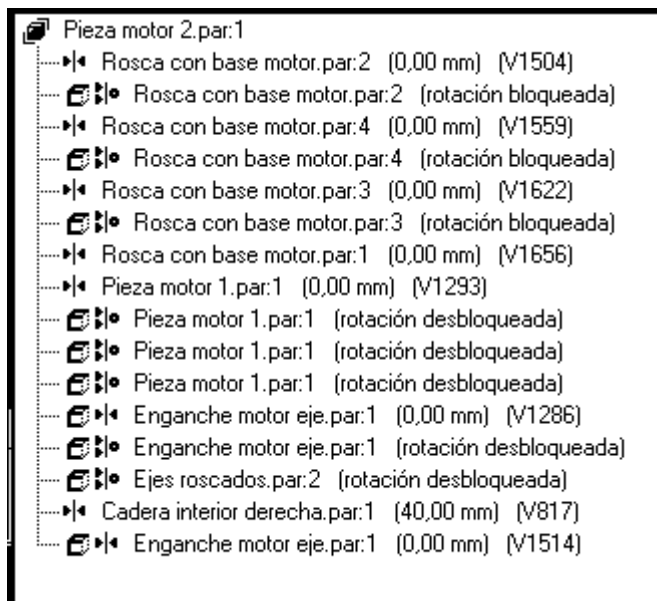 Pieza motor 2.par:1
Rosca con base motor.par:2 (0,00 mm) (V1504)
Rosca con base motor.par:2 (rotación bloqueada)
Rosca con base motor.par:4 (0,00 mm) (V1559)
Rosca con base motor.par:4 (rotación bloqueada)
Rosca con base motor.par:3 (0,00 mm) (V1622)
Rosca con base motor.par:3 (rotación bloqueada)
Rosca con base motor.par:1 (0,00 mm) (V1656)
Pieza motor 1.par:1 (0,00 mm) (V1293)
Pieza motor 1.par:1 (rotación desbloqueada)
Pieza motor 1.par:1 (rotación desbloqueada)
Pieza motor 1.par:1 (rotación desbloqueada)
Enganche motor eje.par:1 (0,00 mm) (V1286)
Enganche motor eje.par:1 (rotación desbloqueada)
Ejes roscados.par:2 (rotación desbloqueada)
Cadera interior derecha.par:1 (40,00 mm) (V817)
Enganche motor eje.par:1 (0,00 mm) (V1514)